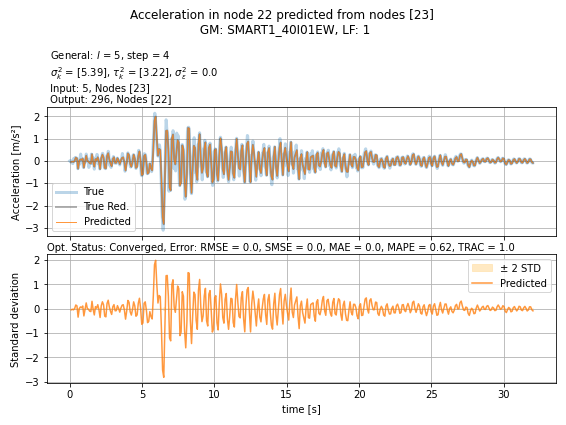 Acceleration in node 22 predicted from nodes [23]
GM: SMART1_40I01EW, LF: 1
General: l = 5, step = 4
σ²ₖ = [5.39], τ²ₖ = [3.22], σ²ε = 0.0
Input: 5, Nodes [23]
Output: 296, Nodes [22]
Acceleration [m/s²]
2
1
0
−1
−2
−3
True
True Red.
Predicted
Opt. Status: Converged, Error: RMSE = 0.0, SMSE = 0.0, MAE = 0.0, MAPE = 0.62, TRAC = 1.0
Standard deviation
2
1
0
−1
−2
−3
± 2 STD
Predicted
0 5 10 15 20 25 30
time [s]